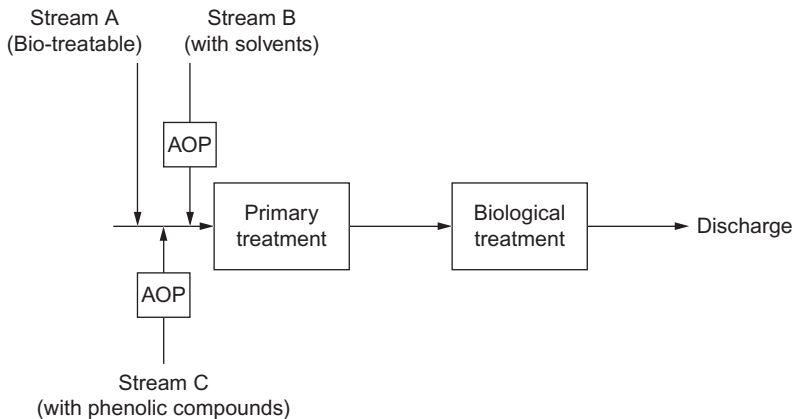 Stream A
(Bio-treatable)
Stream B
(with solvents)
AOP
Primary
treatment
Biological
treatment
Discharge
AOP
Stream C
(with phenolic compounds)